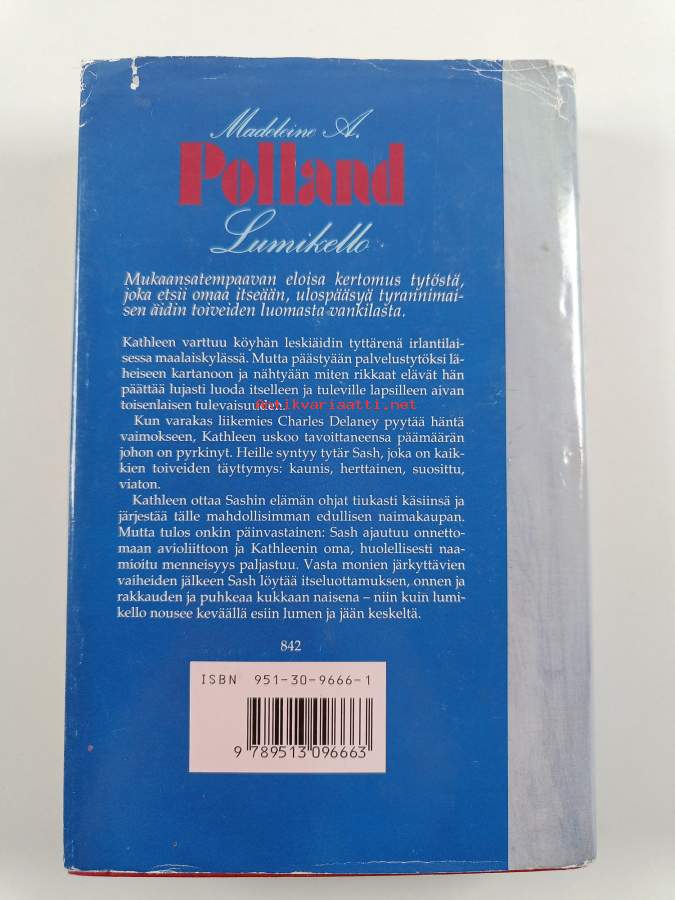 Madeleine A.
Polland
Lumikello
Mukaansatempaavan eloisa kertomus tytöstä,
joka etsii omaa itseään, ulospääsyä tyrannimai-
sen äidin toiveiden luomasta vankilasta.
Kathleen varttuu köyhän leskiäidin tyttärenä irlantilai-
sessa maalaiskylässä. Mutta päästyään palvelustytöksi lä-
heiseen kartanoon ja nähtyään miten rikkaat elävät hän
päättää lujasti luoda itselleen ja tuleville lapsilleen aivan
toisenlaisen tulevaisuuden.
Antikvariaatti.net
Kun varakas liikemies Charles Delaney pyytää häntä
vaimokseen, Kathleen uskoo tavoittaneensa päämäärän
johon on pyrkinyt. Heille syntyy tytär Sash, joka on kaik-
kien toiveiden täyttymys: kaunis, herttainen, suosittu,
viaton.
Kathleen ottaa Sashin elämän ohjat tiukasti käsiinsä ja
järjestää tälle mahdollisimman edullisen naimakaupan.
Mutta tulos onkin päinvastainen: Sash ajautuu onnetto-
maan avioliittoon ja Kathleenin oma, huolellisesti naa-
mioitu menneisyys paljastuu. Vasta monien järkyttävien
vaiheiden jälkeen Sash löytää itseluottamuksen, onnen ja
rakkauden ja puhkeaa kukkaan naisena – niin kuin lumi-
kello nousee keväällä esiin lumen ja jään keskeltä.
842
ISBN 951-30-9666-1
9 789513 096663